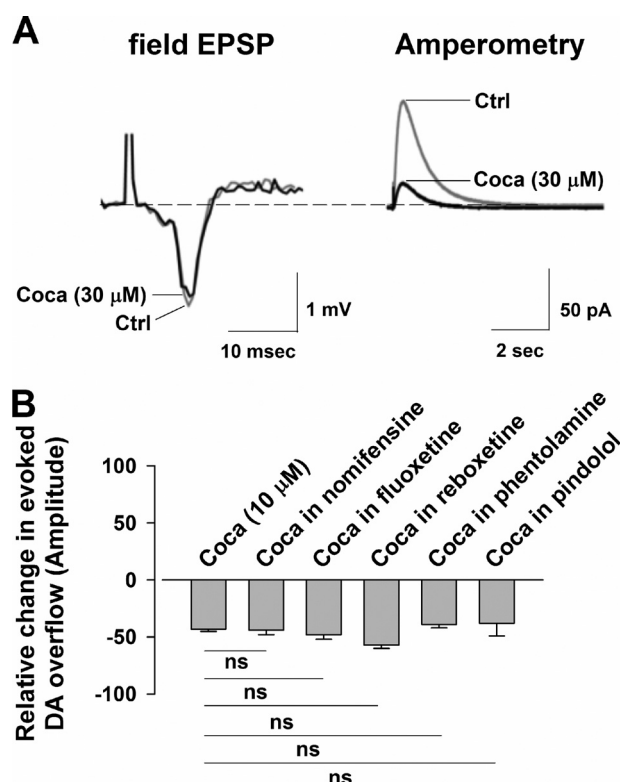 A
field EPSP
Amperometry
Ctrl
Coca (30 μM)
Coca (30 μM)
Ctrl
1 mV
10 msec
50 pA
2 sec
B
Relative change in evoked
DA overflow (Amplitude)
100
50
0
-50
-100
Coca (10 μM)
Coca in nomifensine
Coca in fluoxetine
Coca in reboxetine
Coca in phentolamine
Coca in pindolol
ns
ns
ns
ns
ns